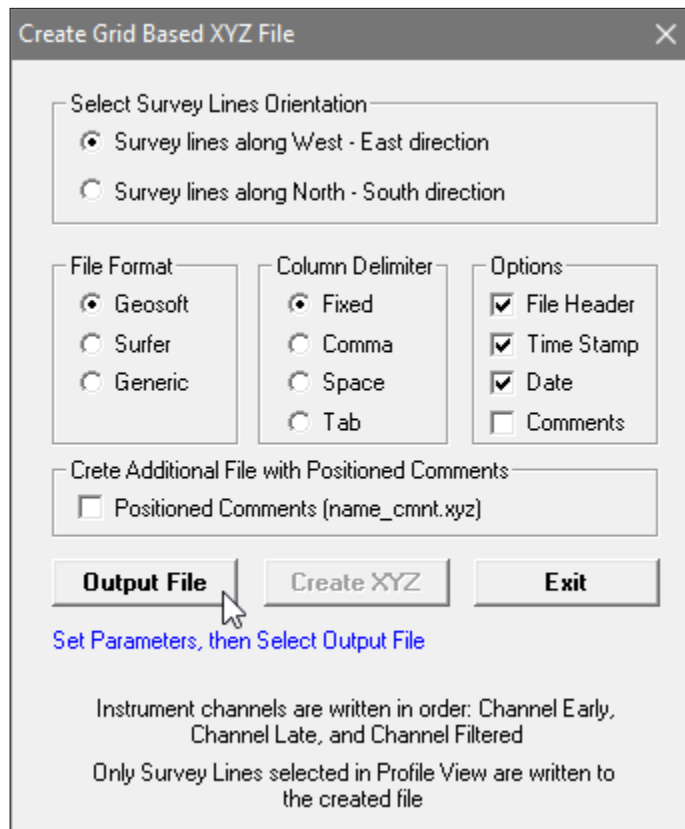 Create Grid Based XYZ File
Select Survey Lines Orientation
Survey lines along West - East direction
Survey lines along North - South direction
File Format
Geosoft
Surfer
Generic
Column Delimiter
Fixed
Comma
Space
Tab
Options
File Header
Time Stamp
Date
Comments
Crete Additional File with Positioned Comments
Positioned Comments (name_cmnt.xyz)
Output File
Create XYZ
Exit
Set Parameters, then Select Output File
Instrument channels are written in order: Channel Early,
Channel Late, and Channel Filtered
Only Survey Lines selected in Profile View are written to
the created file